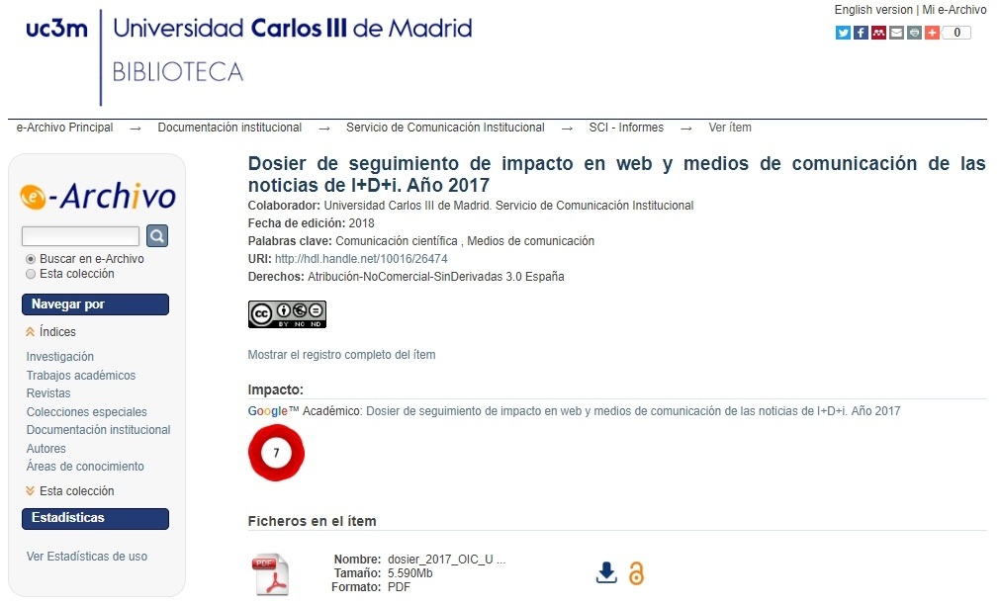 English version | Mi e-Archivo
uc3m Universidad Carlos III de Madrid
BIBLIOTECA
0
e-Archivo Principal → Documentación institucional → Servicio de Comunicación Institucional → SCI - Informes → Ver ítem
e-Archivo
Buscar en e-Archivo
Esta colección
Navegar por
Índices
Investigación
Trabajos académicos
Revistas
Colecciones especiales
Documentación institucional
Autores
Áreas de conocimiento
Esta colección
Estadísticas
Ver Estadísticas de uso
Dosier de seguimiento de impacto en web y medios de comunicación de las
noticias de I+D+i. Año 2017
Colaborador: Universidad Carlos III de Madrid. Servicio de Comunicación Institucional
Fecha de edición: 2018
Palabras clave: Comunicación científica , Medios de comunicación
URI: http://hdl.handle.net/10016/26474
Derechos: Atribución-NoComercial-SinDerivadas 3.0 España
cc BY NC ND
Mostrar el registro completo del ítem
Impacto:
Google™ Académico: Dosier de seguimiento de impacto en web y medios de comunicación de las noticias de I+D+i. Año 2017
7
Ficheros en el ítem
PDF
Nombre: dosier_2017_OIC_U ...
Tamaño: 5.590Mb
Formato: PDF